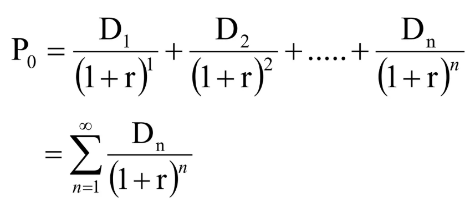 P₀ = D₁/(1+r)¹ + D₂/(1+r)² + ..... + Dₙ/(1+r)ⁿ
= ∑ₙ₌₁^∞ Dₙ/(1+r)ⁿ